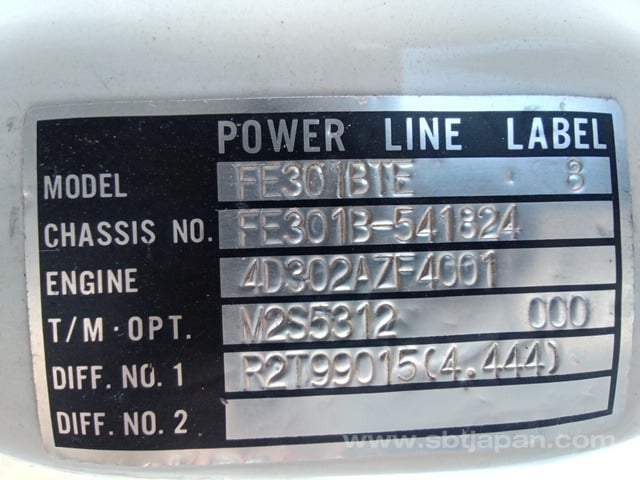 POWER LINE LABEL
MODEL FE301BTE 8
CHASSIS NO. FE301B-541824
ENGINE 4D302AZF4001
T/M·OPT. M2S5312 000
DIFF. NO. 1 R2T99015(4.444)
DIFF. NO. 2
www.sbtjapan.com